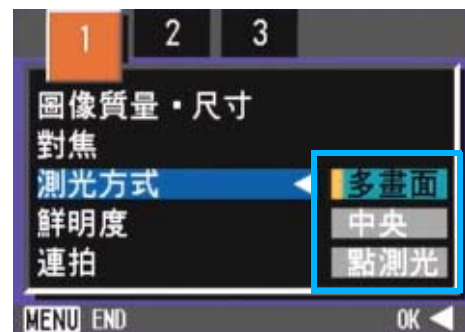 1 2 3
圖像質量・尺寸
對焦
測光方式 ◀ 多畫面
鮮明度 中央
連拍 點測光
MENU END OK ◀